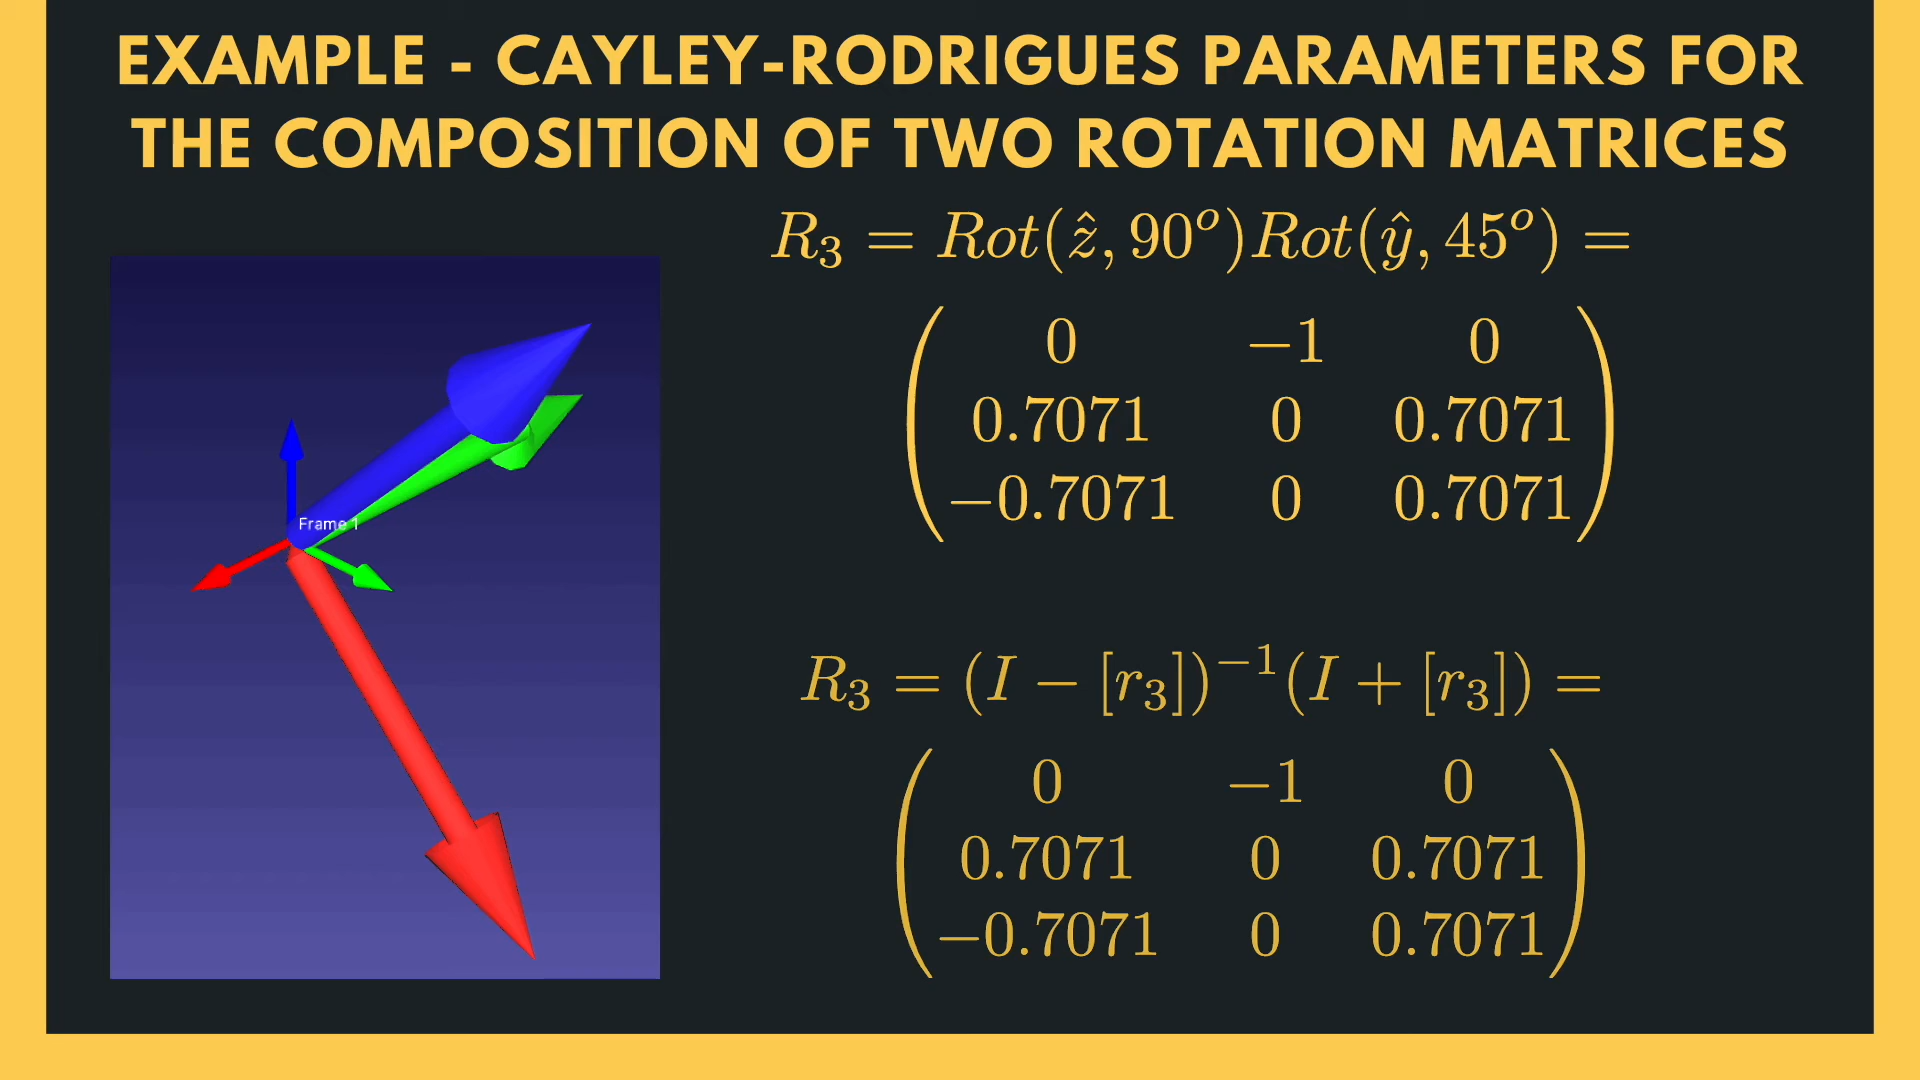 EXAMPLE - CAYLEY-RODRIGUES PARAMETERS FOR
THE COMPOSITION OF TWO ROTATION MATRICES
R₃ = Rot(ẑ, 90ᵒ)Rot(ŷ, 45ᵒ) =
0 −1 0
0.7071 0 0.7071
−0.7071 0 0.7071
Frame 1
R₃ = (I − [r₃])⁻¹(I + [r₃]) =
0 −1 0
0.7071 0 0.7071
−0.7071 0 0.7071